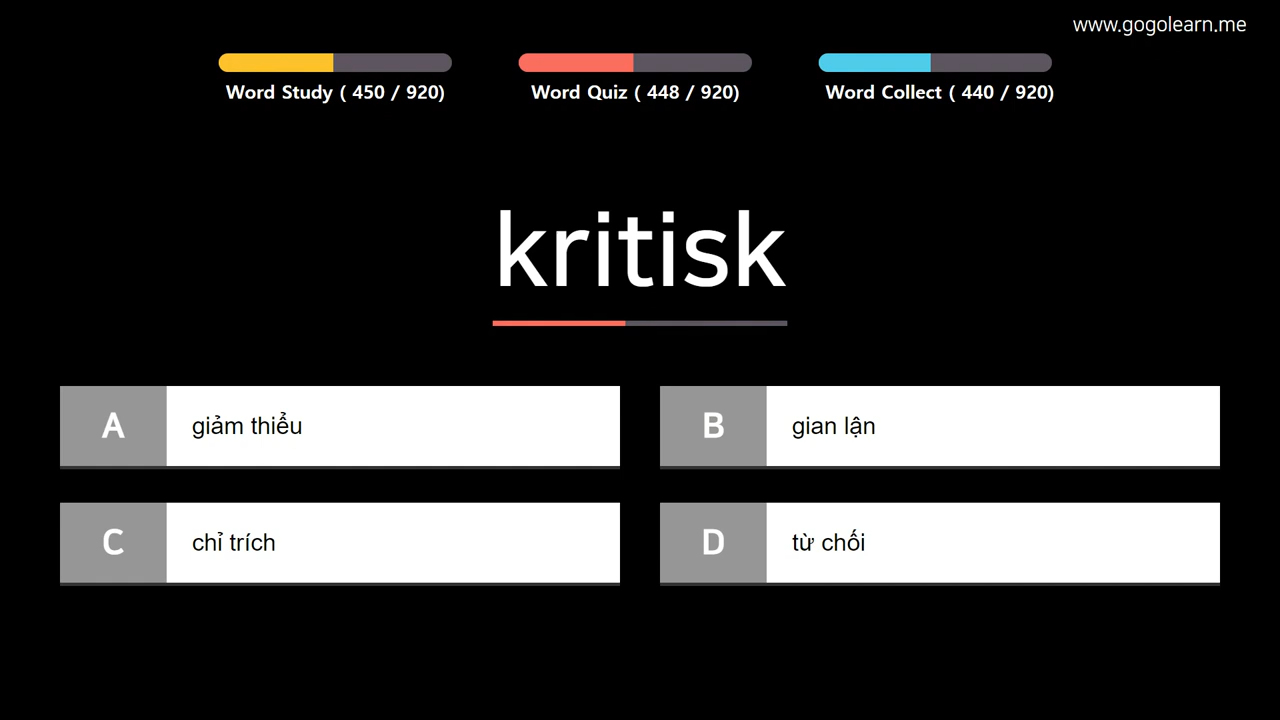 www.gogolearn.me
Word Study ( 450 / 920)
Word Quiz ( 448 / 920)
Word Collect ( 440 / 920)
kritisk
A giảm thiểu
B gian lận
C chỉ trích
D từ chối